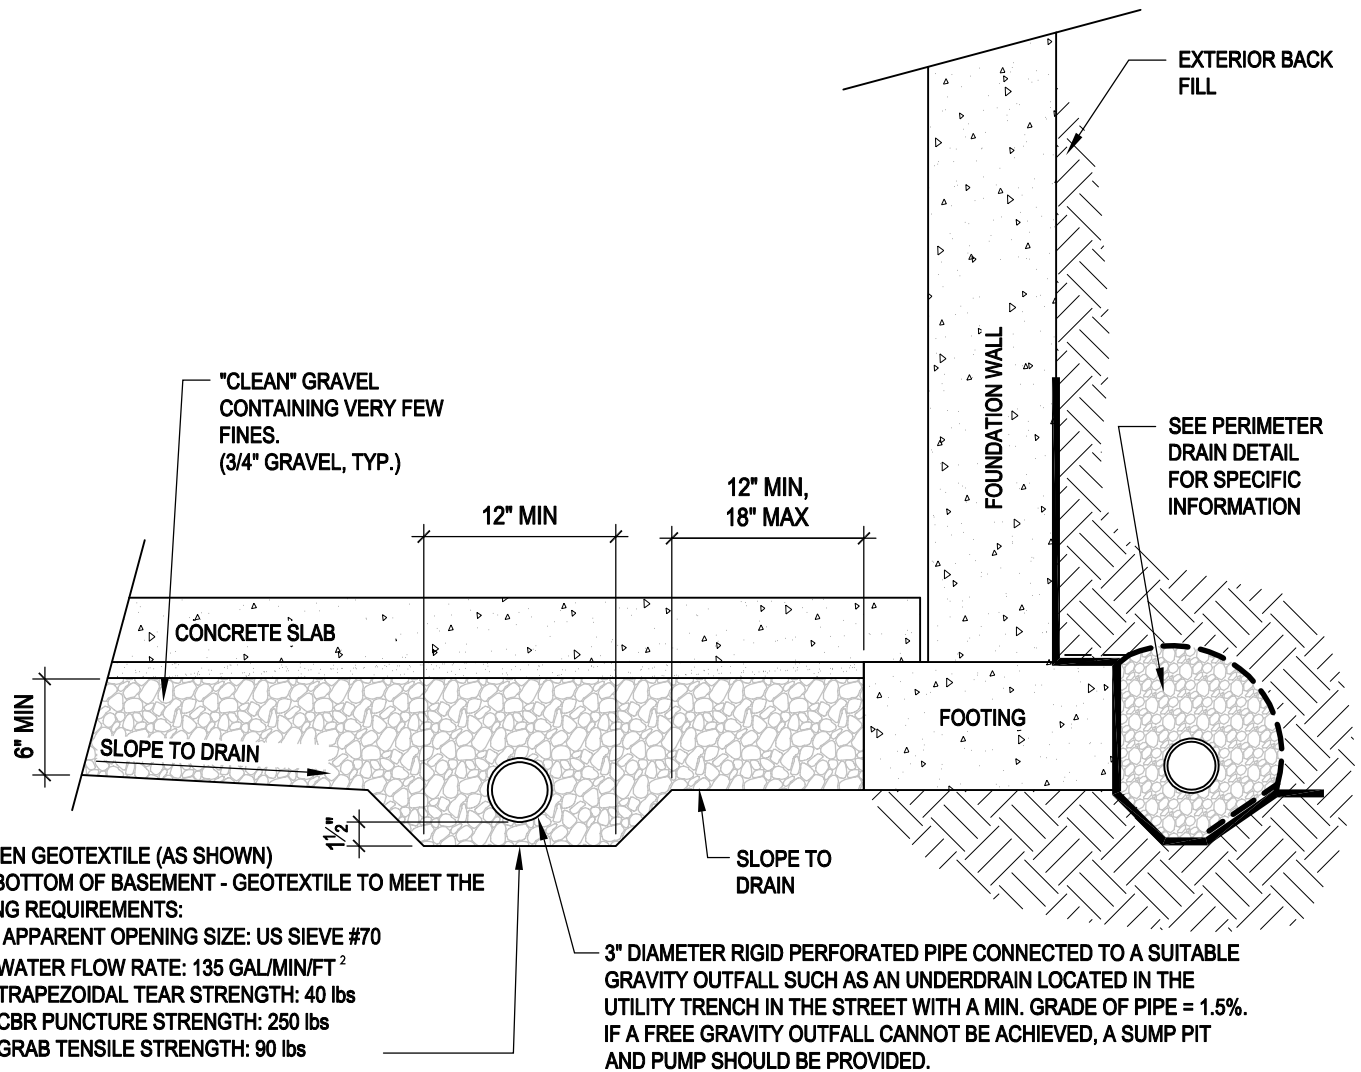 EXTERIOR BACK
FILL
"CLEAN" GRAVEL
CONTAINING VERY FEW
FINES.
(3/4" GRAVEL, TYP.)
FOUNDATION WALL
SEE PERIMETER
DRAIN DETAIL
FOR SPECIFIC
INFORMATION
12" MIN
12" MIN,
18" MAX
CONCRETE SLAB
6" MIN
SLOPE TO DRAIN
FOOTING
1½"
SLOPE TO
DRAIN
EN GEOTEXTILE (AS SHOWN)
BOTTOM OF BASEMENT - GEOTEXTILE TO MEET THE
NG REQUIREMENTS:
APPARENT OPENING SIZE: US SIEVE #70
WATER FLOW RATE: 135 GAL/MIN/FT ²
TRAPEZOIDAL TEAR STRENGTH: 40 lbs
CBR PUNCTURE STRENGTH: 250 lbs
GRAB TENSILE STRENGTH: 90 lbs
3" DIAMETER RIGID PERFORATED PIPE CONNECTED TO A SUITABLE
GRAVITY OUTFALL SUCH AS AN UNDERDRAIN LOCATED IN THE
UTILITY TRENCH IN THE STREET WITH A MIN. GRADE OF PIPE = 1.5%.
IF A FREE GRAVITY OUTFALL CANNOT BE ACHIEVED, A SUMP PIT
AND PUMP SHOULD BE PROVIDED.